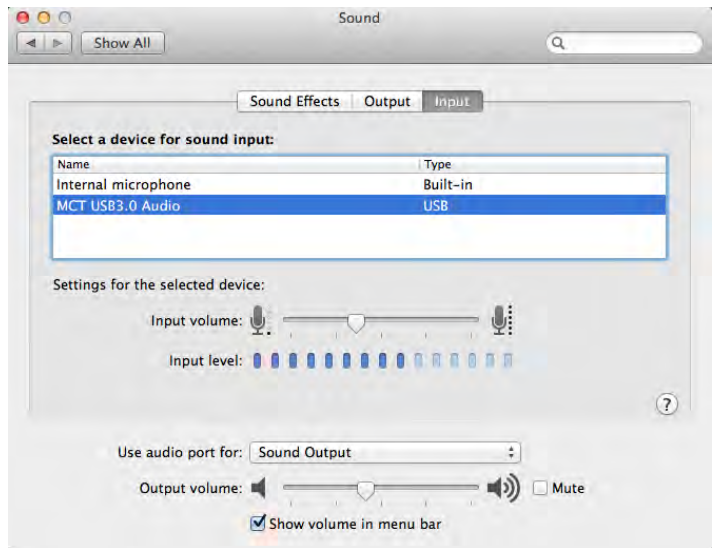 Sound
Show All
Sound Effects Output Input
Select a device for sound input:
Name Type
Internal microphone Built-in
MCT USB3.0 Audio USB
Settings for the selected device:
Input volume:
Input level:
?
Use audio port for: Sound Output
Output volume: Mute
Show volume in menu bar